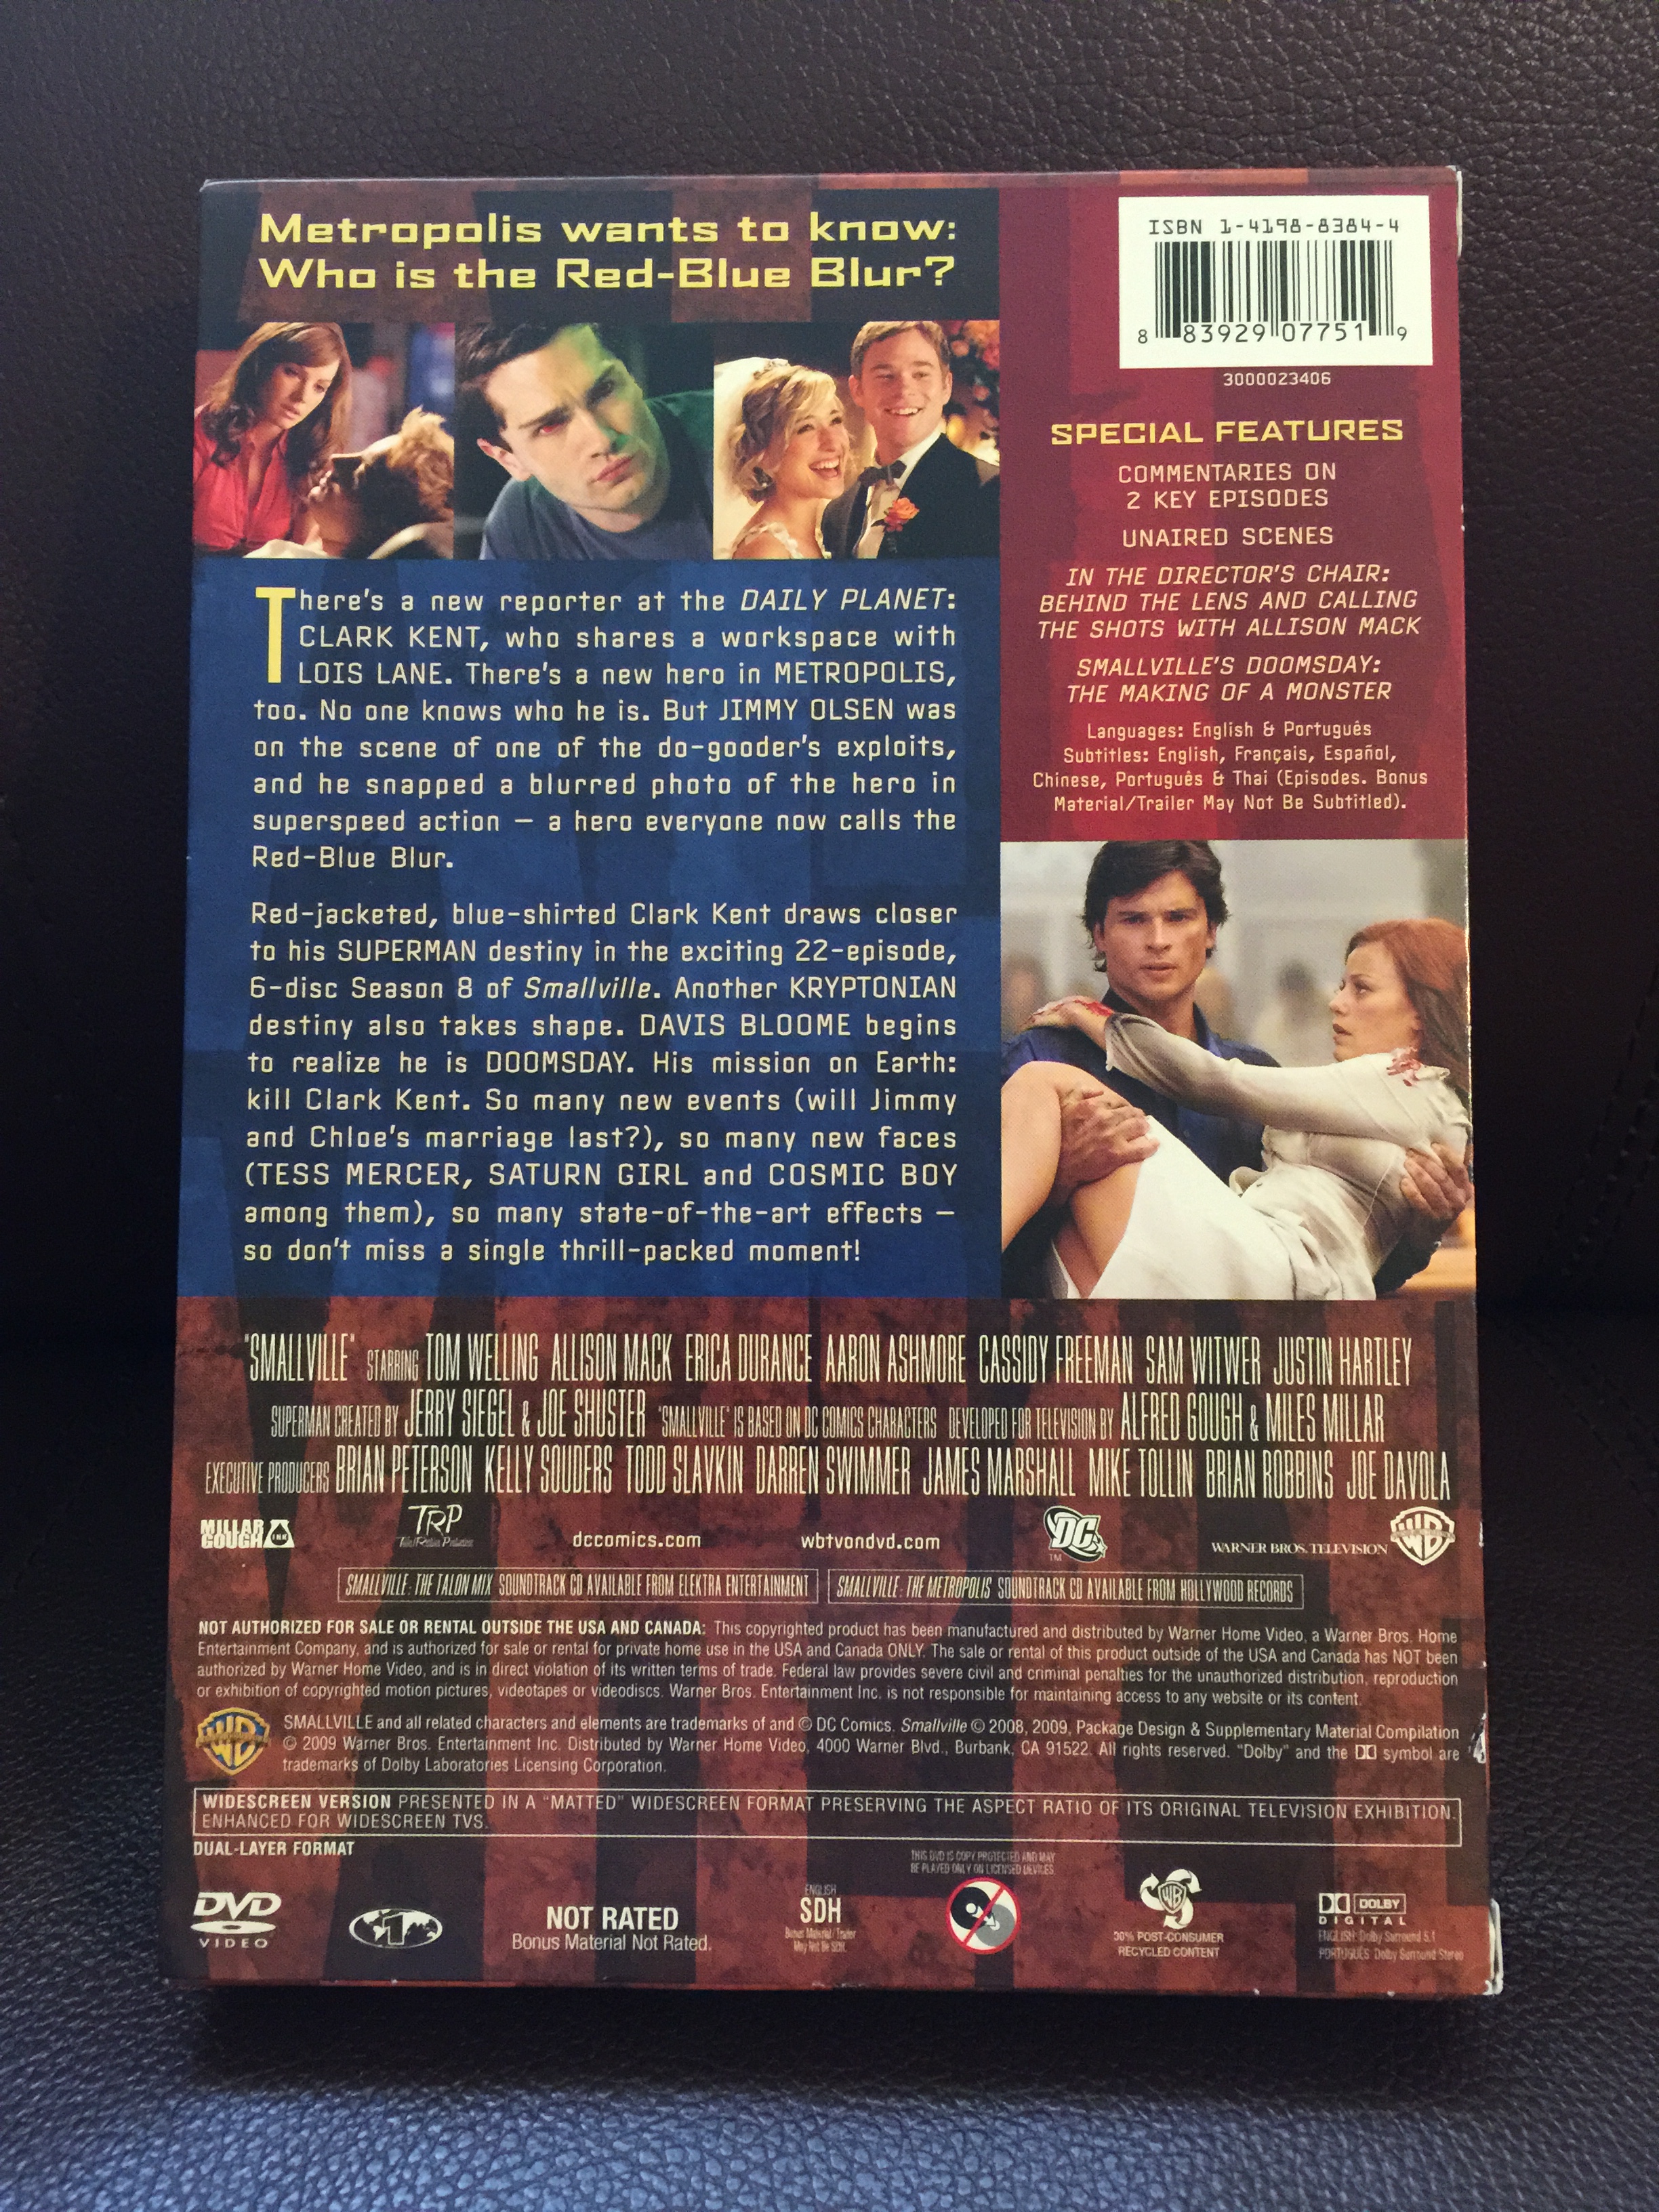 Metropolis wants to know:
Who is the Red-Blue Blur?
ISBN 1-4198-8384-4
8 83929 07751 9
3000023406
SPECIAL FEATURES
COMMENTARIES ON
2 KEY EPISODES
UNAIRED SCENES
IN THE DIRECTOR'S CHAIR:
BEHIND THE LENS AND CALLING
THE SHOTS WITH ALLISON MACK
SMALLVILLE'S DOOMSDAY:
THE MAKING OF A MONSTER
Languages: English & Português
Subtitles: English, Français, Español,
Chinese, Português & Thai (Episodes. Bonus
Material/Trailer May Not Be Subtitled).
There's a new reporter at the DAILY PLANET:
CLARK KENT, who shares a workspace with
LOIS LANE. There's a new hero in METROPOLIS,
too. No one knows who he is. But JIMMY OLSEN was
on the scene of one of the do-gooder's exploits,
and he snapped a blurred photo of the hero in
superspeed action — a hero everyone now calls the
Red-Blue Blur.
Red-jacketed, blue-shirted Clark Kent draws closer
to his SUPERMAN destiny in the exciting 22-episode,
6-disc Season 8 of Smallville. Another KRYPTONIAN
destiny also takes shape. DAVIS BLOOME begins
to realize he is DOOMSDAY. His mission on Earth:
kill Clark Kent. So many new events (will Jimmy
and Chloe's marriage last?), so many new faces
(TESS MERCER, SATURN GIRL and COSMIC BOY
among them), so many state-of-the-art effects —
so don't miss a single thrill-packed moment!
"SMALLVILLE" STARRING TOM WELLING ALLISON MACK ERICA DURANCE AARON ASHMORE CASSIDY FREEMAN SAM WITWER JUSTIN HARTLEY
SUPERMAN CREATED BY JERRY SIEGEL & JOE SHUSTER "SMALLVILLE" IS BASED ON DC COMICS CHARACTERS DEVELOPED FOR TELEVISION BY ALFRED GOUGH & MILES MILLAR
EXECUTIVE PRODUCERS BRIAN PETERSON KELLY SOUDERS TODD SLAVKIN DARREN SWIMMER JAMES MARSHALL MIKE TOLLIN BRIAN ROBBINS JOE DAVOLA
MILLAR GOUGH INK TRP Tollin/Robbins Productions dccomics.com wbtvondvd.com DC TM WARNER BROS. TELEVISION WB
SMALLVILLE: THE TALON MIX SOUNDTRACK CD AVAILABLE FROM ELEKTRA ENTERTAINMENT SMALLVILLE: THE METROPOLIS SOUNDTRACK CD AVAILABLE FROM HOLLYWOOD RECORDS
NOT AUTHORIZED FOR SALE OR RENTAL OUTSIDE THE USA AND CANADA: This copyrighted product has been manufactured and distributed by Warner Home Video, a Warner Bros. Home
Entertainment Company, and is authorized for sale or rental for private home use in the USA and Canada ONLY. The sale or rental of this product outside of the USA and Canada has NOT been
authorized by Warner Home Video, and is in direct violation of its written terms of trade. Federal law provides severe civil and criminal penalties for the unauthorized distribution, reproduction
or exhibition of copyrighted motion pictures, videotapes or videodiscs. Warner Bros. Entertainment Inc. is not responsible for maintaining access to any website or its content.
WB
SMALLVILLE and all related characters and elements are trademarks of and © DC Comics. Smallville © 2008, 2009, Package Design & Supplementary Material Compilation
© 2009 Warner Bros. Entertainment Inc. Distributed by Warner Home Video, 4000 Warner Blvd., Burbank, CA 91522. All rights reserved. "Dolby" and the DD symbol are
trademarks of Dolby Laboratories Licensing Corporation.
WIDESCREEN VERSION PRESENTED IN A "MATTED" WIDESCREEN FORMAT PRESERVING THE ASPECT RATIO OF ITS ORIGINAL TELEVISION EXHIBITION.
ENHANCED FOR WIDESCREEN TVS.
DUAL-LAYER FORMAT
THIS DVD IS COPY PROTECTED AND MAY
BE PLAYED ONLY ON LICENSED DEVICES.
DVD
VIDEO
1
NOT RATED
Bonus Material Not Rated.
ENGLISH
SDH
Bonus Material/Trailer
May Not Be SDH.
WB
30% POST-CONSUMER
RECYCLED CONTENT
DOLBY
DIGITAL
ENGLISH: Dolby Surround 5.1
PORTUGUÊS: Dolby Surround Stereo